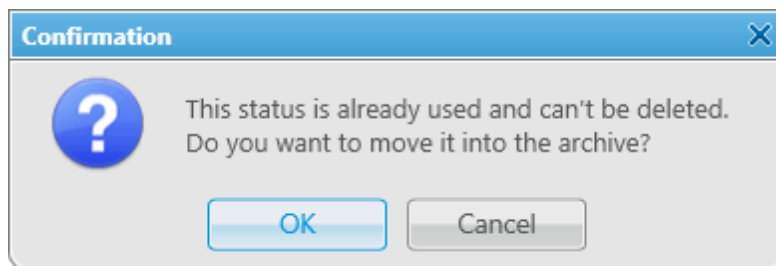 Confirmation
This status is already used and can't be deleted.
Do you want to move it into the archive?
OK
Cancel